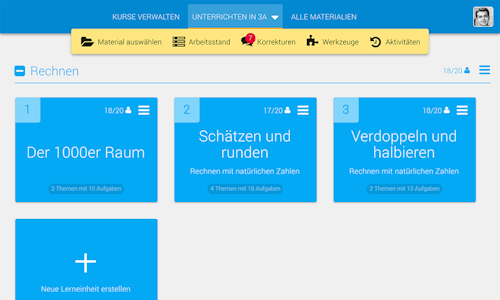 KURSE VERWALTEN UNTERRICHTEN IN 3A ALLE MATERIALIEN
Material auswählen Arbeitsstand 7 Korrekturen Werkzeuge Aktivitäten
Rechnen 18/20
1 18/20
Der 1000er Raum
2 Themen mit 10 Aufgaben
2 17/20
Schätzen und
runden
Rechnen mit natürlichen Zahlen
4 Themen mit 18 Aufgaben
3 18/20
Verdoppeln und
halbieren
Rechnen mit natürlichen Zahlen
2 Themen mit 13 Aufgaben
Neue Lerneinheit erstellen